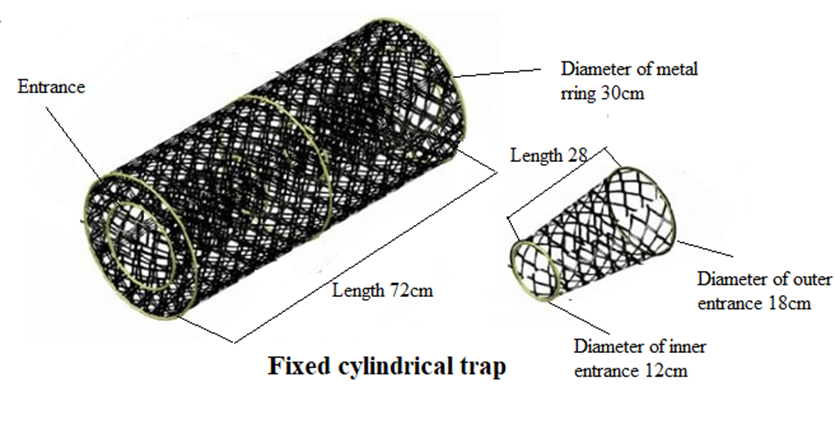 Entrance
Diameter of metal
rring 30cm
Length 28
Length 72cm
Diameter of outer
entrance 18cm
Diameter of inner
entrance 12cm
Fixed cylindrical trap